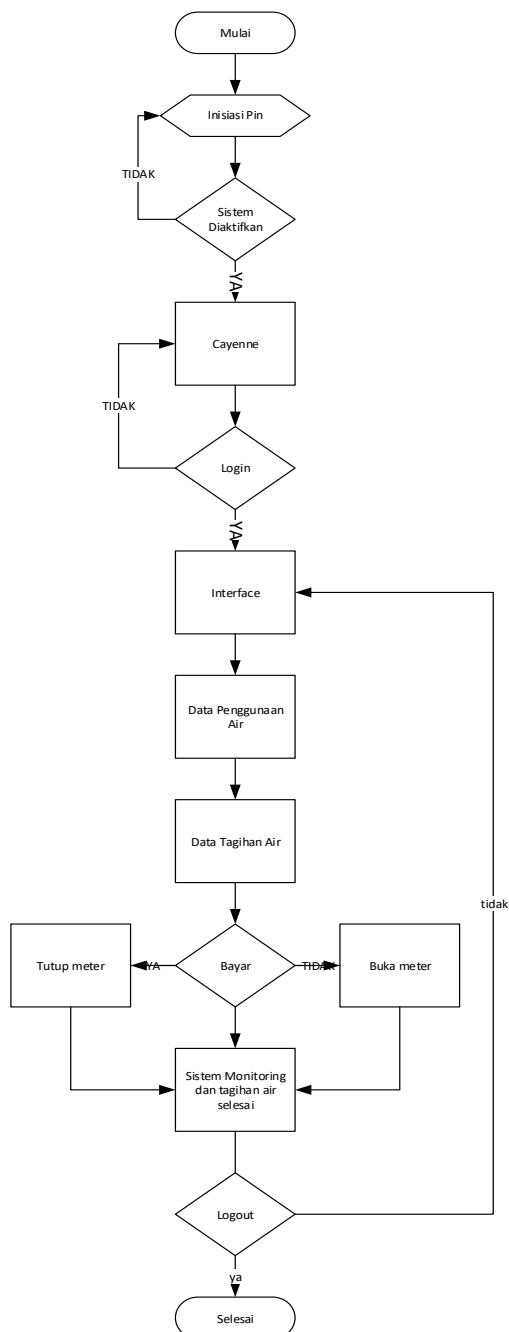 Mulai
Inisiasi Pin
TIDAK
Sistem
Diaktifkan
YA
Cayenne
TIDAK
Login
YA
Interface
Data Penggunaan
Air
Data Tagihan Air
tidak
Tutup meter
YA
Bayar
TIDAK
Buka meter
Sistem Monitoring
dan tagihan air
selesai
Logout
ya
Selesai